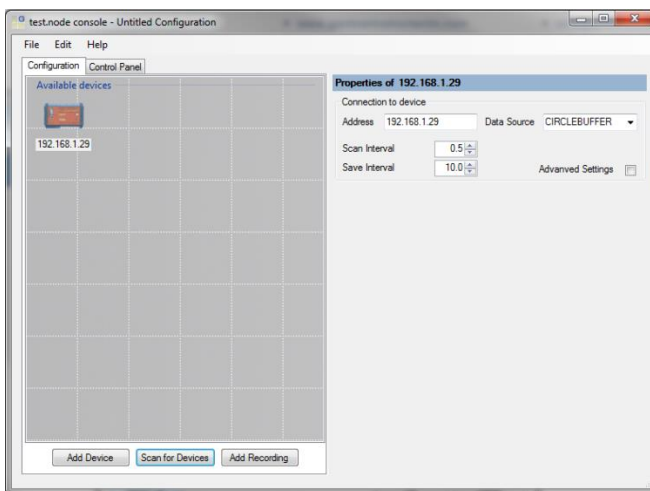 test.node console - Untitled Configuration
File Edit Help
Configuration Control Panel
Available devices
192.168.1.29
Properties of 192.168.1.29
Connection to device
Address 192.168.1.29 Data Source CIRCLEBUFFER
Scan Interval 0.5
Save Interval 10.0 Advanved Settings
Add Device Scan for Devices Add Recording